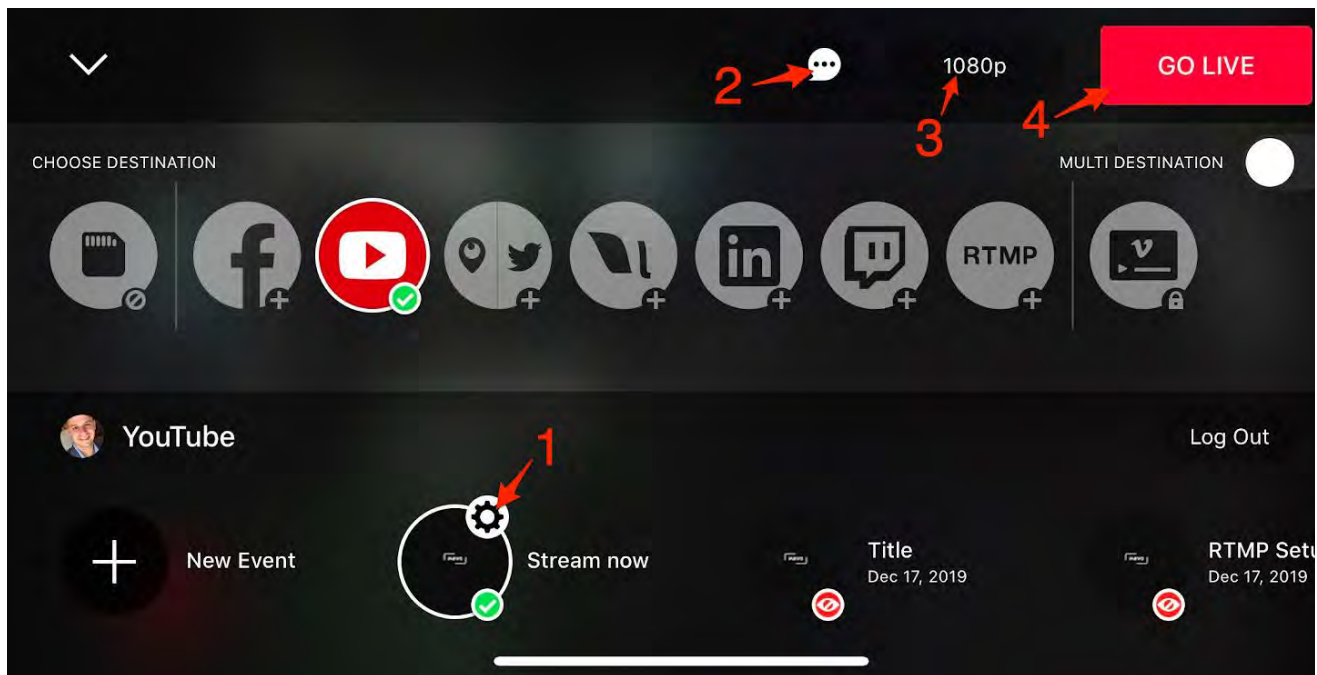 2
1080p
GO LIVE
3
4
CHOOSE DESTINATION
MULTI DESTINATION
RTMP
YouTube
1
Log Out
New Event
Stream now
Title
Dec 17, 2019
RTMP Setu
Dec 17, 2019